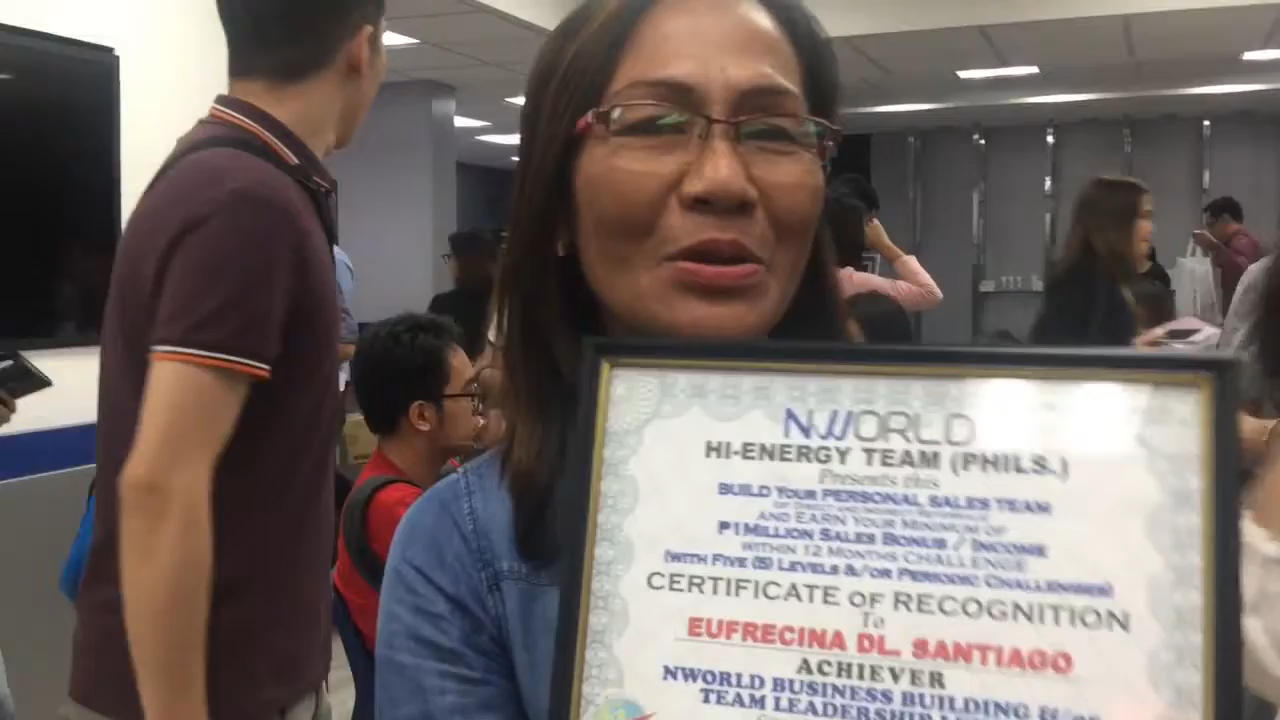 NWORLD
HI-ENERGY TEAM (PHILS.)
Presents this
BUILD YOUR PERSONAL SALES TEAM
AND EARN YOUR MINIMUM OF
P1 MILLION SALES BONUS / INCOME
WITHIN 12 MONTHS CHALLENGE
(WITH FIVE (5) LEVELS &/OR PERIODIC CHALLENGES)
CERTIFICATE OF RECOGNITION
To
EUFRECINA DL. SANTIAGO
ACHIEVER
NWORLD BUSINESS BUILDING &/OR
TEAM LEADERSHIP